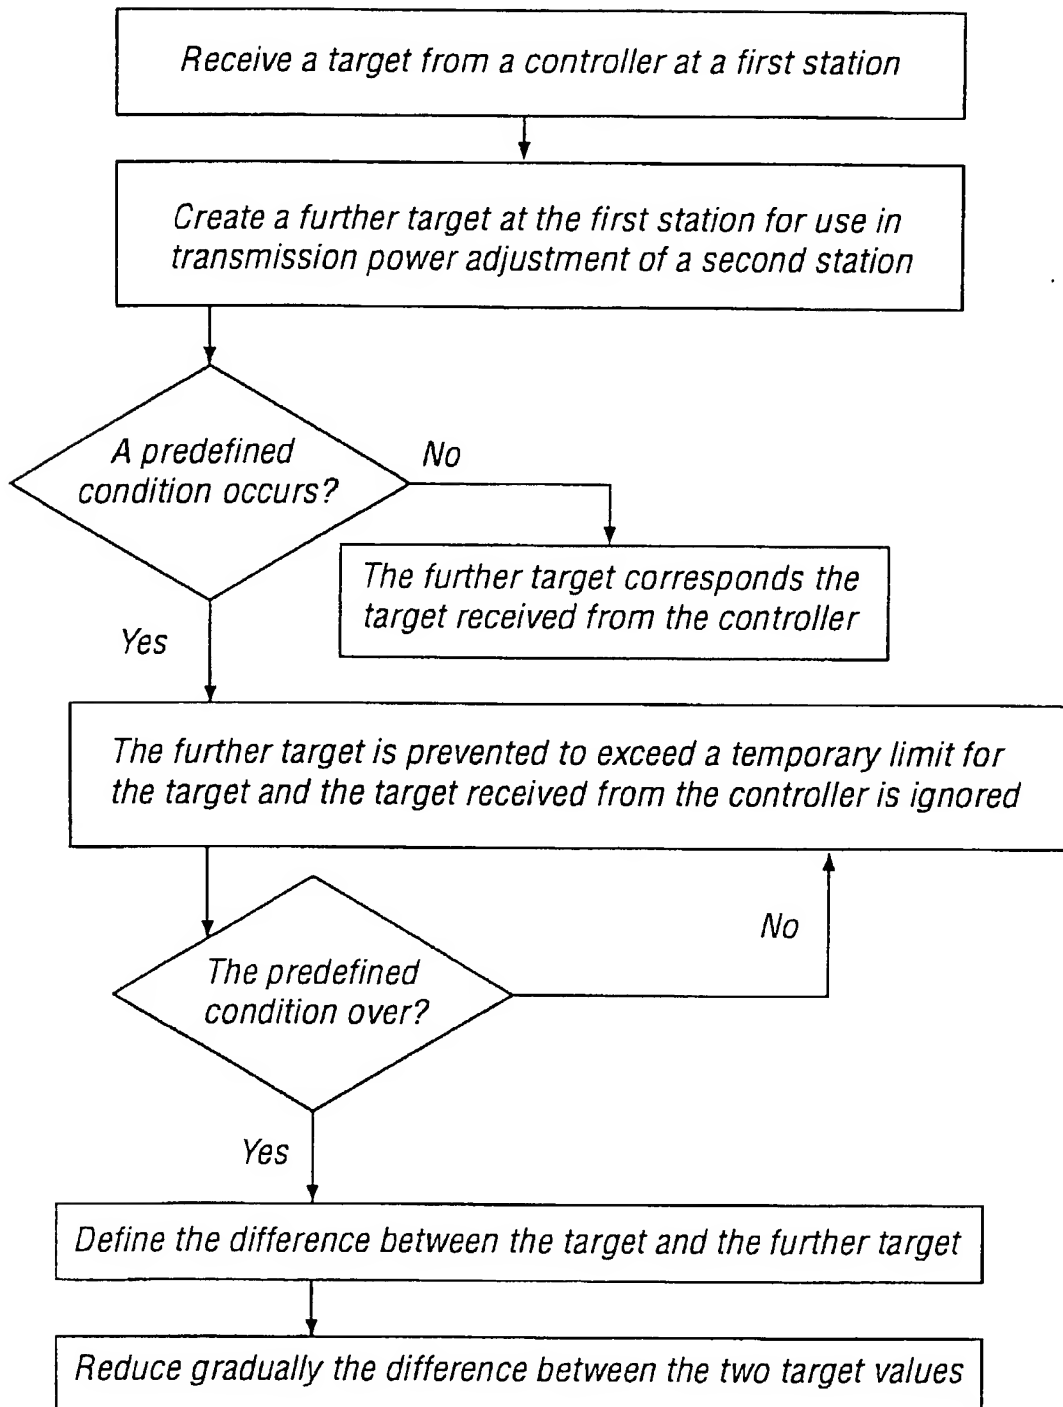 Receive a target from a controller at a first station
Create a further target at the first station for use in
transmission power adjustment of a second station
A predefined
condition occurs?
No
The further target corresponds the
target received from the controller
Yes
The further target is prevented to exceed a temporary limit for
the target and the target received from the controller is ignored
No
The predefined
condition over?
Yes
Define the difference between the target and the further target
Reduce gradually the difference between the two target values